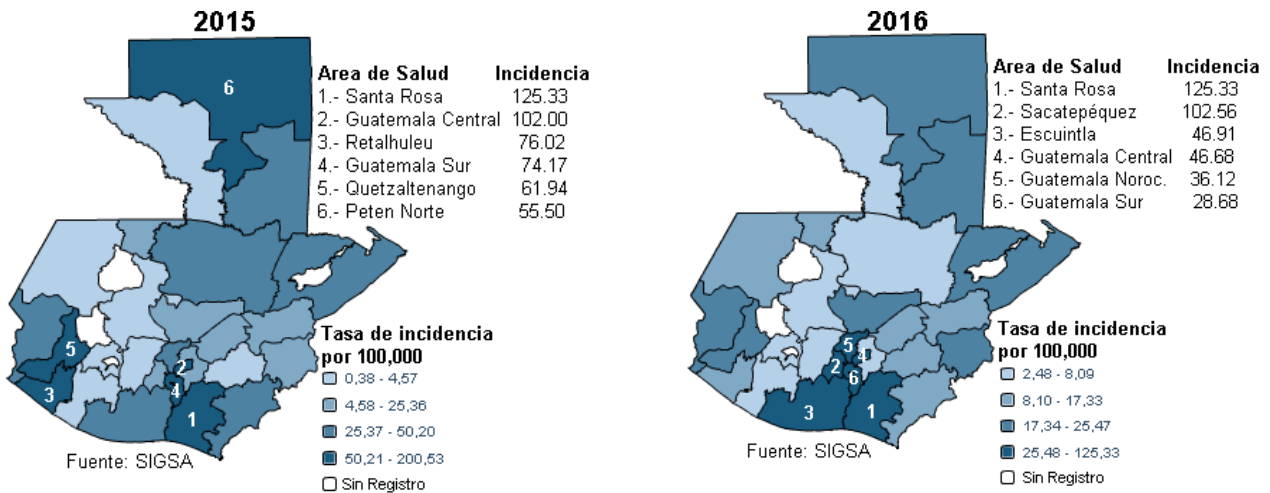 2015
Area de Salud Incidencia
1.- Santa Rosa 125.33
2.- Guatemala Central 102.00
3.- Retalhuleu 76.02
4.- Guatemala Sur 74.17
5.- Quetzaltenango 61.94
6.- Peten Norte 55.50
6
5
3
2
4
1
Tasa de incidencia
por 100,000
0,38 - 4,57
4,58 - 25,36
25,37 - 50,20
50,21 - 200,53
Sin Registro
Fuente: SIGSA
2016
Area de Salud Incidencia
1.- Santa Rosa 125.33
2.- Sacatepéquez 102.56
3.- Escuintla 46.91
4.- Guatemala Central 46.68
5.- Guatemala Noroc. 36.12
6.- Guatemala Sur 28.68
5
4
2
6
3
1
Tasa de incidencia
por 100,000
2,48 - 8,09
8,10 - 17,33
17,34 - 25,47
25,48 - 125,33
Sin Registro
Fuente: SIGSA